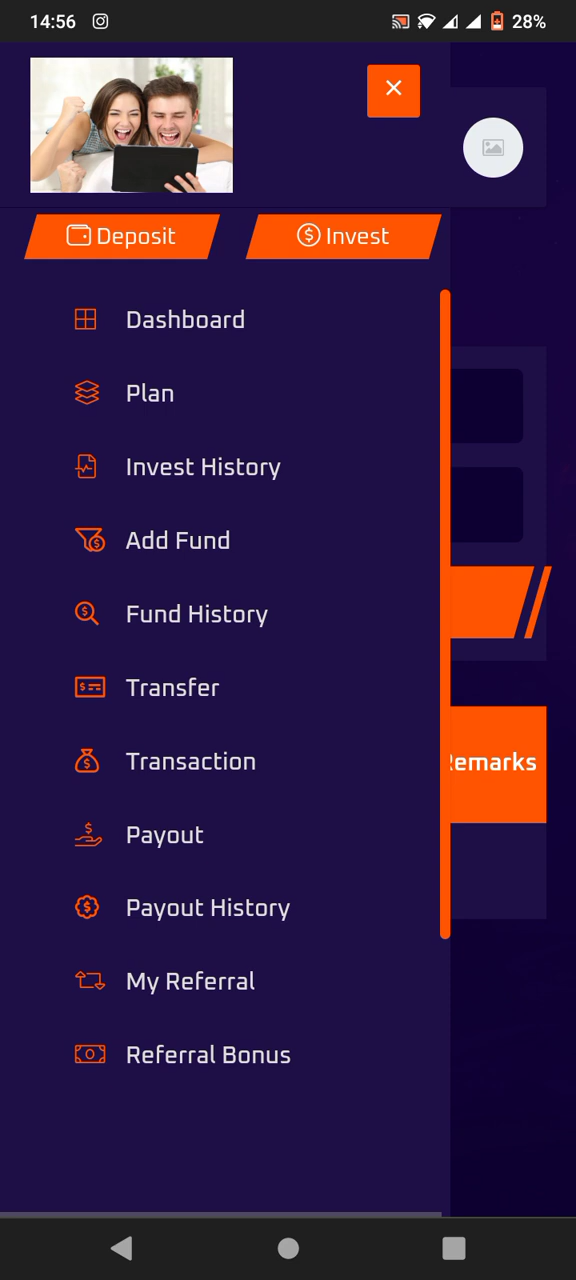 14:56
28%
Deposit
Invest
Dashboard
Plan
Invest History
Add Fund
Fund History
Transfer
Remarks
Transaction
Payout
Payout History
My Referral
Referral Bonus